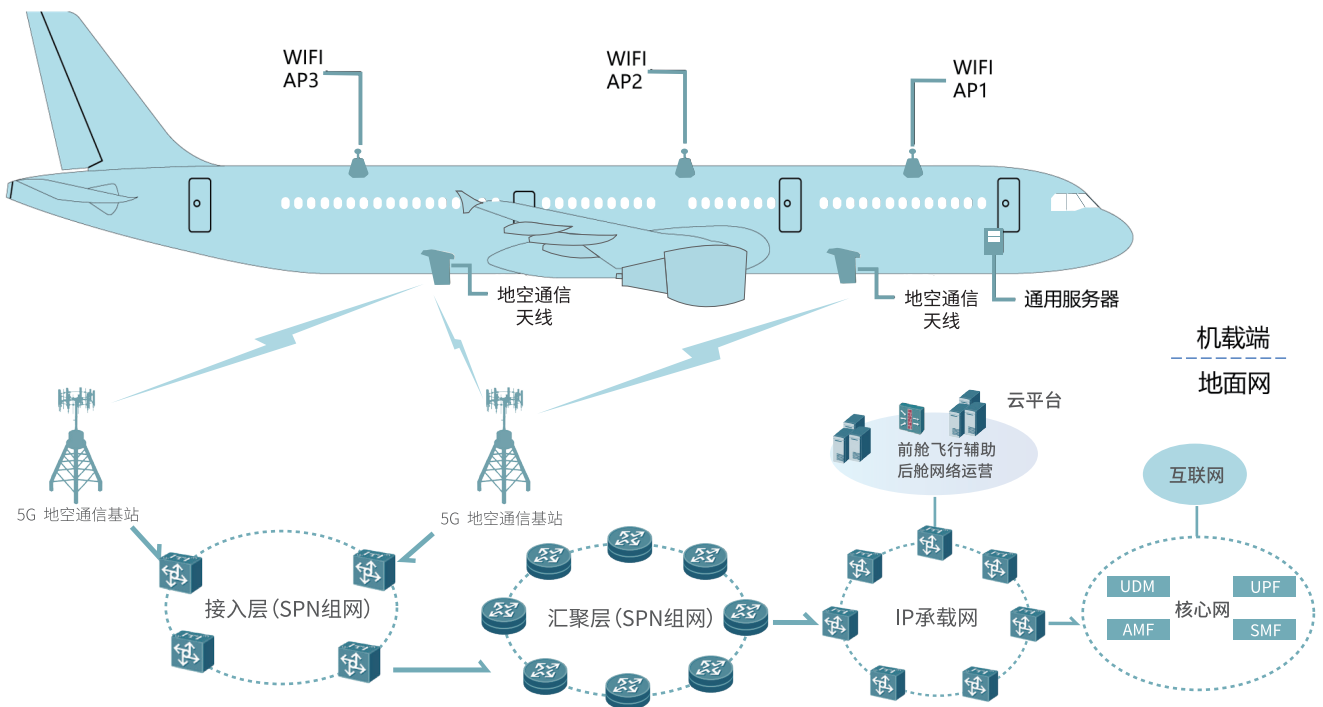 WIFI
AP3
WIFI
AP2
WIFI
AP1
地空通信
天线
地空通信
天线
通用服务器
机载端
地面网
云平台
前舱飞行辅助
后舱网络运营
互联网
5G 地空通信基站
5G 地空通信基站
接入层(SPN组网)
汇聚层(SPN组网)
IP承载网
UDM
UPF
核心网
AMF
SMF